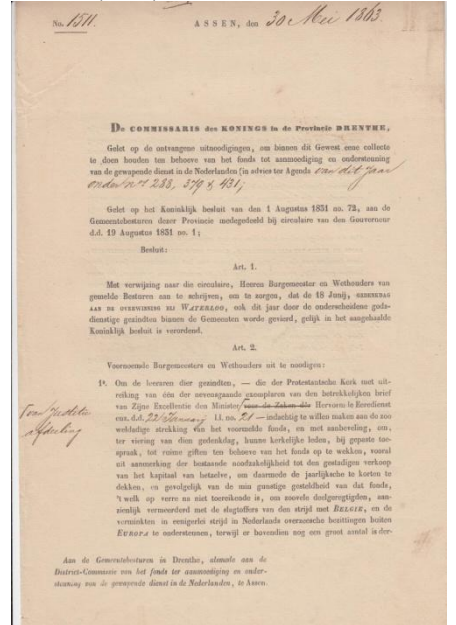 No. 1511.
ASSEN, den 30 Mei 1863.
De COMMISSARIS des KONINGS in de Provincie DRENTHE,
Gelet op de ontvangene uitnoodigingen, om binnen dit Gewest eene collecte
te doen houden ten behoeve van het fonds tot aanmoediging en ondersteuning
van de gewapende dienst in de Nederlanden (in advies ter Agenda van dit jaar
onder nos 288, 379 & 431;
Gelet op het Koninklijk besluit van den 1 Augustus 1831 no. 72, aan de
Gemeentebesturen dezer Provincie medegedeeld bij circulaire van den Gouverneur
d.d. 19 Augustus 1831 no. 1;
Besluit:
Art. 1.
Met verwijzing naar die circulaire, Heeren Burgemeester en Wethouders van
gemelde Besturen aan te schrijven, om te zorgen, dat de 18 Junij, GEDENKDAG
AAN DE OVERWINNING BIJ WATERLOO, ook dit jaar door de onderscheidene gods-
dienstige gezindten binnen de Gemeenten worde gevierd, gelijk in het aangehaalde
Koninklijk besluit is verordend.
Art. 2.
Voornoemde Burgemeesters en Wethouders uit te noodigen:
1º. Om de leeraren dier gezindten, — die der Protestantsche Kerk met uit-
reiking van één der nevensgaande exemplaren van den betrekkelijken brief
van Zijne Excellentie den Minister voor de Zaken der Hervormde Eeredienst
enz. d.d. 22 Januarij ll. no. 21 — indachtig te willen maken aan de zoo
weldadige strekking van het voormelde fonds, en met aanbeveling, om,
ter viering van dien gedenkdag, hunne kerkelijke leden, bij gepaste toe-
spraak, tot ruime giften ten behoeve van het fonds op te wekken, vooral
uit aanmerking der bestaande noodzakelijkheid tot den gestadigen verkoop
van het kapitaal van hetzelve, om daarmede de jaarlijksche te korten te
dekken, en gevolgelijk van de min gunstige gesteldheid van dat fonds,
't welk op verre na niet toereikende is, om zoovele deelgeregtigden, aan-
zienlijk vermeerderd met de slagtoffers van den strijd met BELGIE, en de
verminkten in eenigerlei strijd in Nederlands overzeesche bezittingen buiten
EUROPA te ondersteunen, terwijl er bovendien nog een groot aantal is der-
afdeeling
Aan de Gemeentebesturen in Drenthe, alsmede aan de
District-Commissie van het fonds ter aanmoediging en onder-
steuning van de gewapende dienst in de Nederlanden, te Assen.